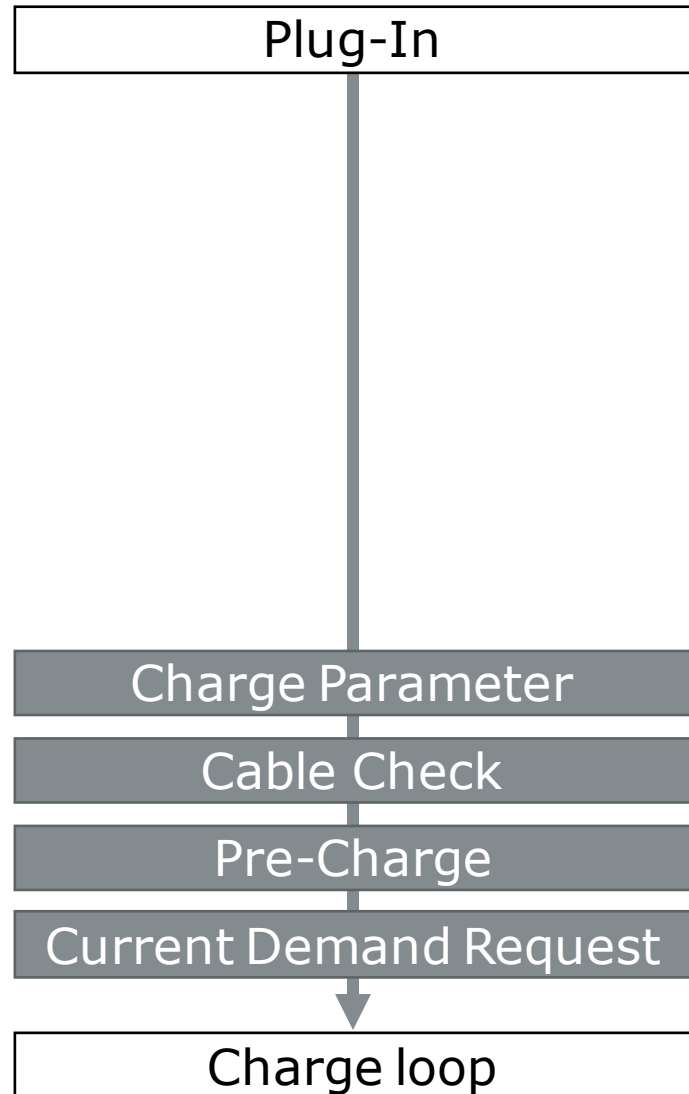 Plug-In
Charge Parameter
Cable Check
Pre-Charge
Current Demand Request
Charge loop